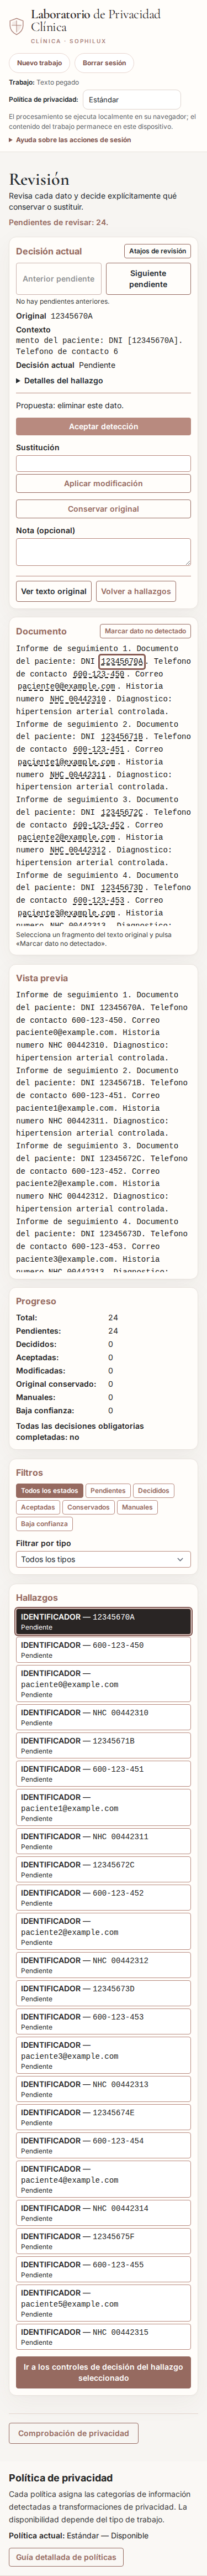 Laboratorio de Privacidad
Clínica
CLÍNICA · SOPHILUX
Nuevo trabajo
Borrar sesión
Trabajo: Texto pegado
Política de privacidad: Estándar
El procesamiento se ejecuta localmente en su navegador; el
contenido del trabajo permanece en este dispositivo.
Ayuda sobre las acciones de sesión
Revisión
Revisa cada dato y decide explícitamente qué
conservar o sustituir.
Pendientes de revisar: 24.
Decisión actual
Atajos de revisión
Anterior pendiente
Siguiente
pendiente
No hay pendientes anteriores.
Original 12345670A
Contexto
mento del paciente: DNI [12345670A].
Telefono de contacto 6
Decisión actual Pendiente
Detalles del hallazgo
Propuesta: eliminar este dato.
Aceptar detección
Sustitución
Aplicar modificación
Conservar original
Nota (opcional)
Ver texto original
Volver a hallazgos
Documento
Marcar dato no detectado
Informe de seguimiento 1. Documento
del paciente: DNI 12345670A. Telefono
de contacto 600-123-450. Correo
paciente0@example.com. Historia
numero NHC 00442310. Diagnostico:
hipertension arterial controlada.
Informe de seguimiento 2. Documento
del paciente: DNI 12345671B. Telefono
de contacto 600-123-451. Correo
paciente1@example.com. Historia
numero NHC 00442311. Diagnostico:
hipertension arterial controlada.
Informe de seguimiento 3. Documento
del paciente: DNI 12345672C. Telefono
de contacto 600-123-452. Correo
paciente2@example.com. Historia
numero NHC 00442312. Diagnostico:
hipertension arterial controlada.
Informe de seguimiento 4. Documento
del paciente: DNI 12345673D. Telefono
de contacto 600-123-453. Correo
paciente3@example.com. Historia
numero NHC 00442313. Diagnostico:
Selecciona un fragmento del texto original y pulsa
«Marcar dato no detectado».
Vista previa
Informe de seguimiento 1. Documento
del paciente: DNI 12345670A. Telefono
de contacto 600-123-450. Correo
paciente0@example.com. Historia
numero NHC 00442310. Diagnostico:
hipertension arterial controlada.
Informe de seguimiento 2. Documento
del paciente: DNI 12345671B. Telefono
de contacto 600-123-451. Correo
paciente1@example.com. Historia
numero NHC 00442311. Diagnostico:
hipertension arterial controlada.
Informe de seguimiento 3. Documento
del paciente: DNI 12345672C. Telefono
de contacto 600-123-452. Correo
paciente2@example.com. Historia
numero NHC 00442312. Diagnostico:
hipertension arterial controlada.
Informe de seguimiento 4. Documento
del paciente: DNI 12345673D. Telefono
de contacto 600-123-453. Correo
paciente3@example.com. Historia
numero NHC 00442313. Diagnostico:
Progreso
Total: 24
Pendientes: 24
Decididos: 0
Aceptadas: 0
Modificadas: 0
Original conservado: 0
Manuales: 0
Baja confianza: 0
Todas las decisiones obligatorias
completadas: no
Filtros
Todos los estados
Pendientes
Decididos
Aceptadas
Conservados
Manuales
Baja confianza
Filtrar por tipo
Todos los tipos
Hallazgos
IDENTIFICADOR — 12345670A
Pendiente
IDENTIFICADOR — 600-123-450
Pendiente
IDENTIFICADOR —
paciente0@example.com
Pendiente
IDENTIFICADOR — NHC 00442310
Pendiente
IDENTIFICADOR — 12345671B
Pendiente
IDENTIFICADOR — 600-123-451
Pendiente
IDENTIFICADOR —
paciente1@example.com
Pendiente
IDENTIFICADOR — NHC 00442311
Pendiente
IDENTIFICADOR — 12345672C
Pendiente
IDENTIFICADOR — 600-123-452
Pendiente
IDENTIFICADOR —
paciente2@example.com
Pendiente
IDENTIFICADOR — NHC 00442312
Pendiente
IDENTIFICADOR — 12345673D
Pendiente
IDENTIFICADOR — 600-123-453
Pendiente
IDENTIFICADOR —
paciente3@example.com
Pendiente
IDENTIFICADOR — NHC 00442313
Pendiente
IDENTIFICADOR — 12345674E
Pendiente
IDENTIFICADOR — 600-123-454
Pendiente
IDENTIFICADOR —
paciente4@example.com
Pendiente
IDENTIFICADOR — NHC 00442314
Pendiente
IDENTIFICADOR — 12345675F
Pendiente
IDENTIFICADOR — 600-123-455
Pendiente
IDENTIFICADOR —
paciente5@example.com
Pendiente
IDENTIFICADOR — NHC 00442315
Pendiente
Ir a los controles de decisión del hallazgo
seleccionado
Comprobación de privacidad
Política de privacidad
Cada política asigna las categorías de información
detectadas a transformaciones de privacidad. La
disponibilidad depende del tipo de trabajo.
Política actual: Estándar — Disponible
Guía detallada de políticas